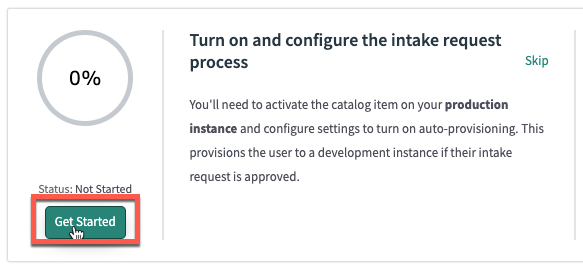 0%
Status: Not Started
Get Started
Turn on and configure the intake request
process
Skip
You'll need to activate the catalog item on your production
instance and configure settings to turn on auto-provisioning. This
provisions the user to a development instance if their intake
request is approved.